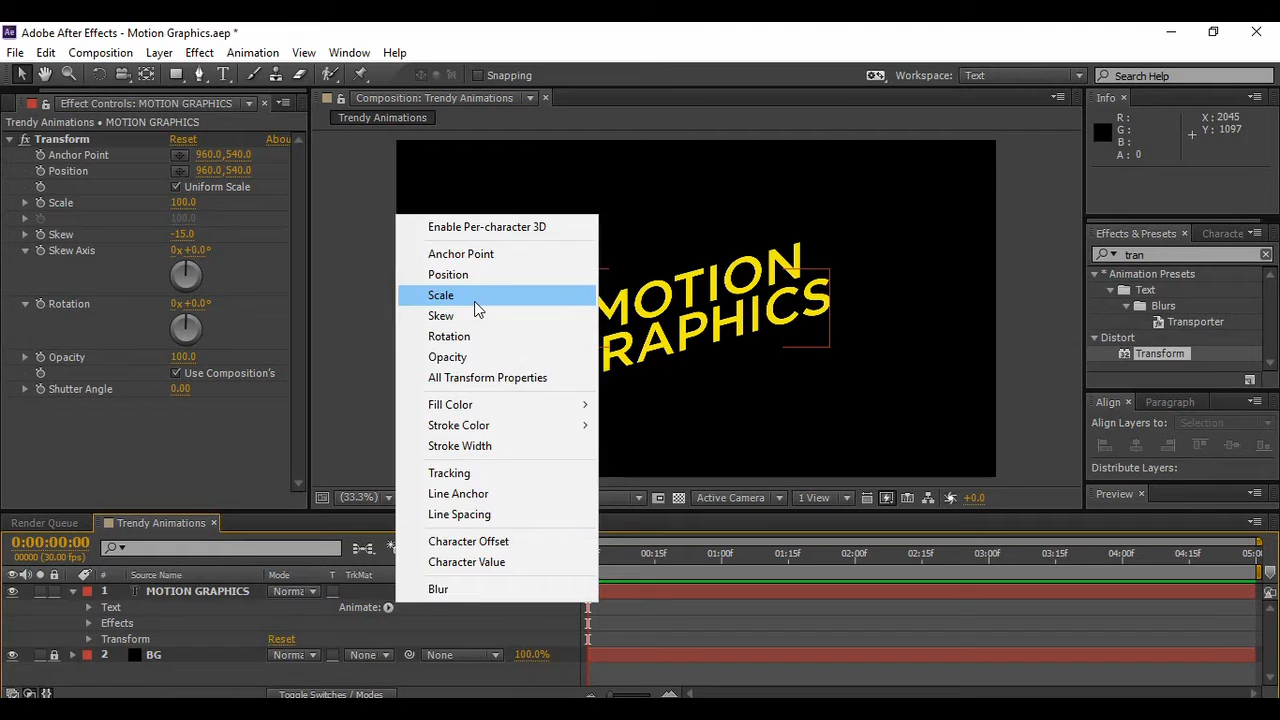 Adobe After Effects - Motion Graphics.aep *
File Edit Composition Layer Effect Animation View Window Help
Snapping
Workspace: Text
Search Help
Effect Controls: MOTION GRAPHICS
Trendy Animations • MOTION GRAPHICS
fx Transform Reset Abou
Anchor Point 960.0,540.0
Position 960.0,540.0
Uniform Scale
Scale 100.0
100.0
Skew -15.0
Skew Axis 0x+0.0°
Rotation 0x+0.0°
Opacity 100.0
Use Composition's
Shutter Angle 0.00
Composition: Trendy Animations
Trendy Animations
MOTION
GRAPHICS
Enable Per-character 3D
Anchor Point
Position
Scale
Skew
Rotation
Opacity
All Transform Properties
Fill Color
Stroke Color
Stroke Width
Tracking
Line Anchor
Line Spacing
Character Offset
Character Value
Blur
(33.3%)
Active Camera
1 View
+0.0
Info
R:
G:
B:
A: 0
X: 2045
Y: 1097
Effects & Presets
Characte
tran
* Animation Presets
Text
Blurs
Transporter
Distort
Transform
Align
Paragraph
Align Layers to: Selection
Distribute Layers:
Preview
Render Queue
Trendy Animations
0:00:00:00
00000 (30.00 fps)
# Source Name Mode T TrkMat
00:15f 01:00f 01:15f 02:00f 02:15f 03:00f 03:15f 04:00f 04:15f 05:0
1 T MOTION GRAPHICS Norma
Text Animate:
Effects
Transform Reset
2 BG Norma None None 100.0%
Toggle Switches / Modes